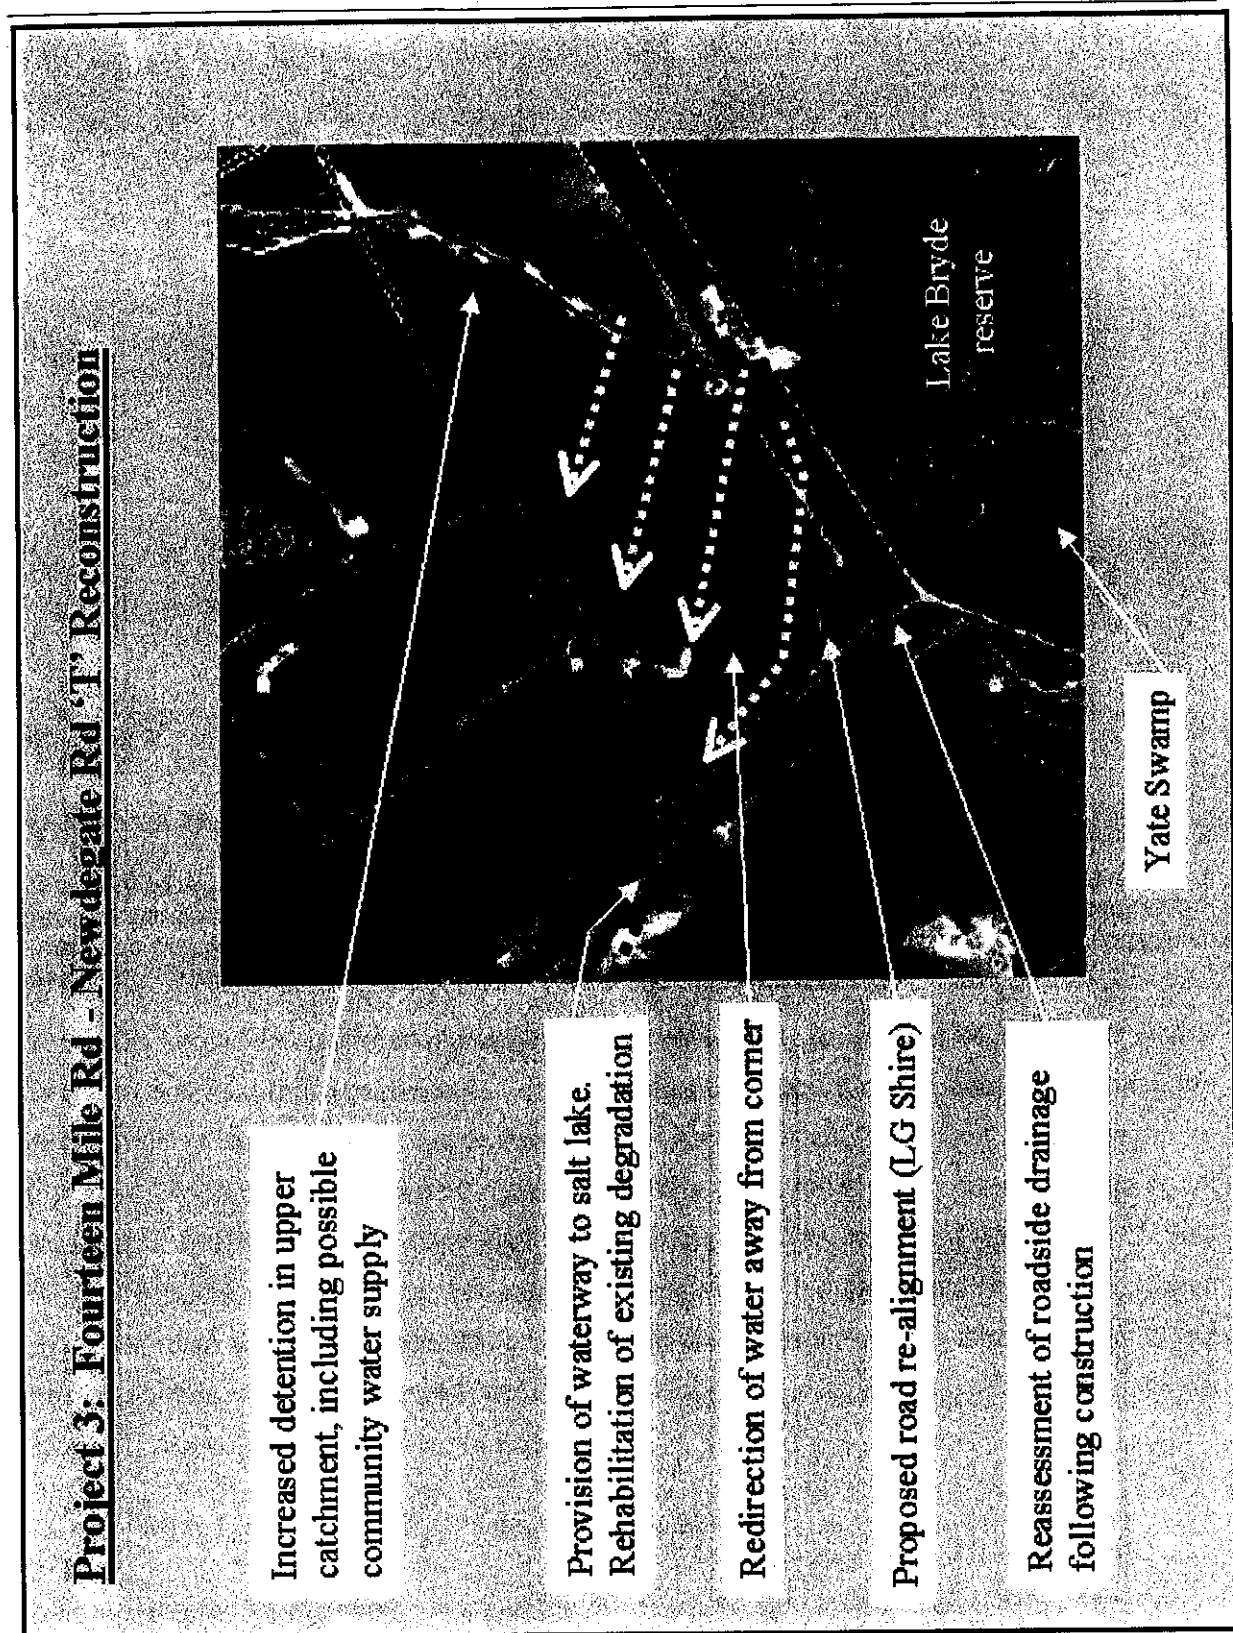 Project 3: Fourteen Mile Rd - Newdegate Rd ‘T’ Reconstruction
Increased detention in upper
catchment, including possible
community water supply
Provision of waterway to salt lake.
Rehabilitation of existing degradation
Redirection of water away from corner
Proposed road re-alignment (LG Shire)
Reassessment of roadside drainage
following construction
Yate Swamp
Lake Bryde
reserve